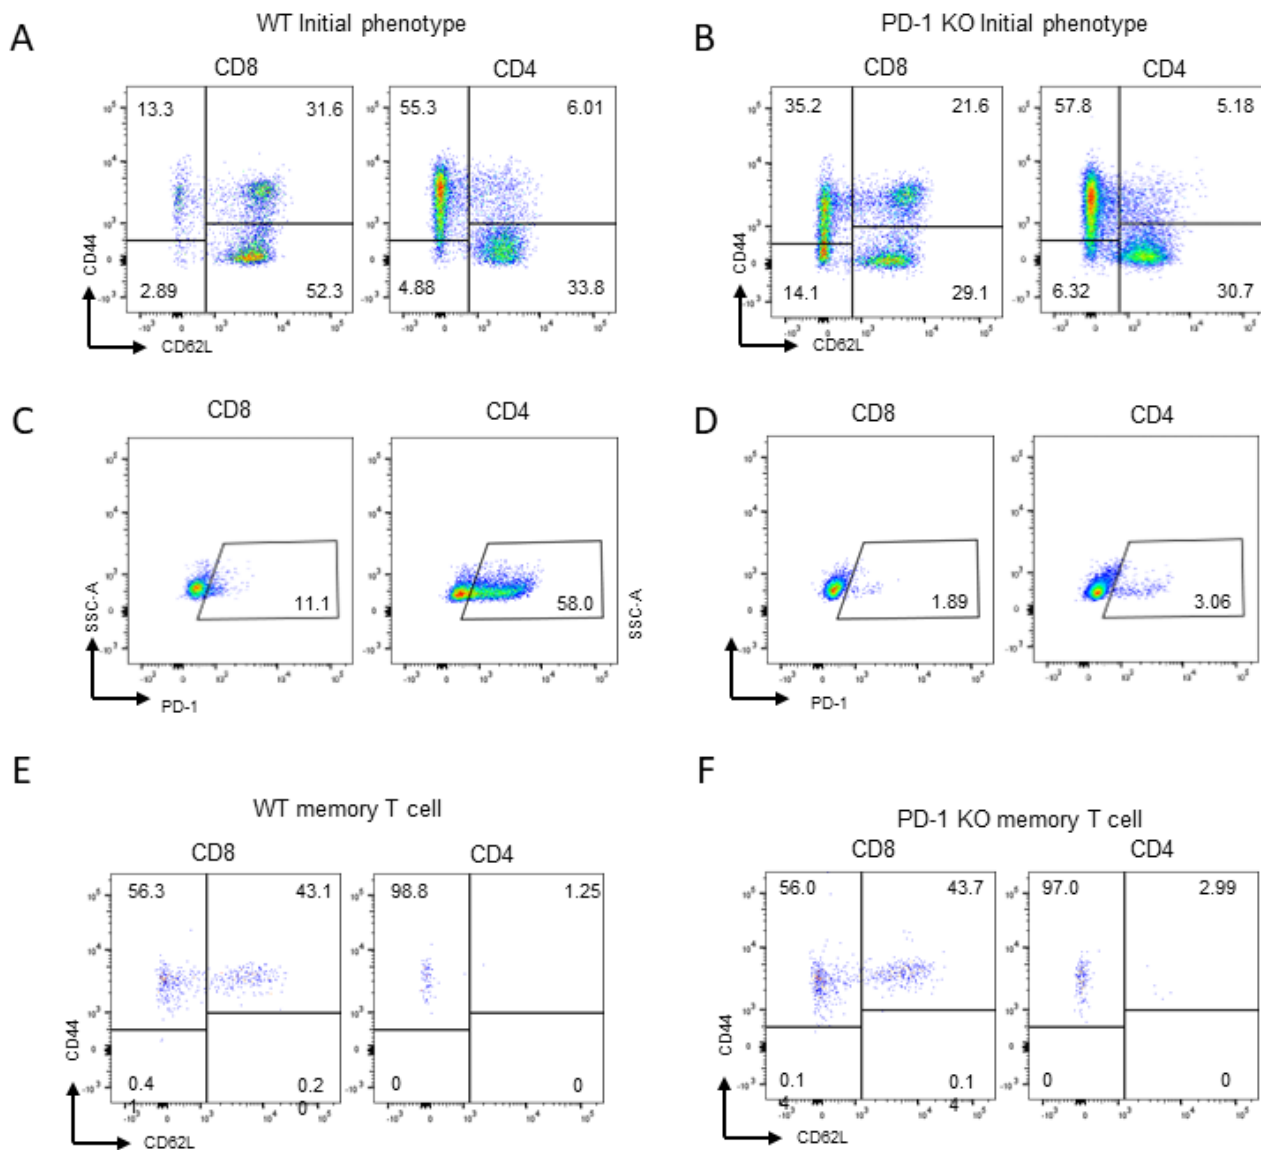 A
WT Initial phenotype
B
PD-1 KO Initial phenotype
CD8
CD4
CD8
CD4
13.3
31.6
55.3
6.01
35.2
21.6
57.8
5.18
2.89
52.3
4.88
33.8
14.1
29.1
6.32
30.7
CD44
CD62L
CD44
CD62L
C
CD8
CD4
D
CD8
CD4
11.1
58.0
1.89
3.06
SSC-A
PD-1
SSC-A
PD-1
E
WT memory T cell
F
PD-1 KO memory T cell
CD8
CD4
CD8
CD4
56.3
43.1
98.8
1.25
56.0
43.7
97.0
2.99
0.4
1
0.2
0
0
0
0.1
4
0.1
4
0
0
CD44
CD62L
CD44
CD62L